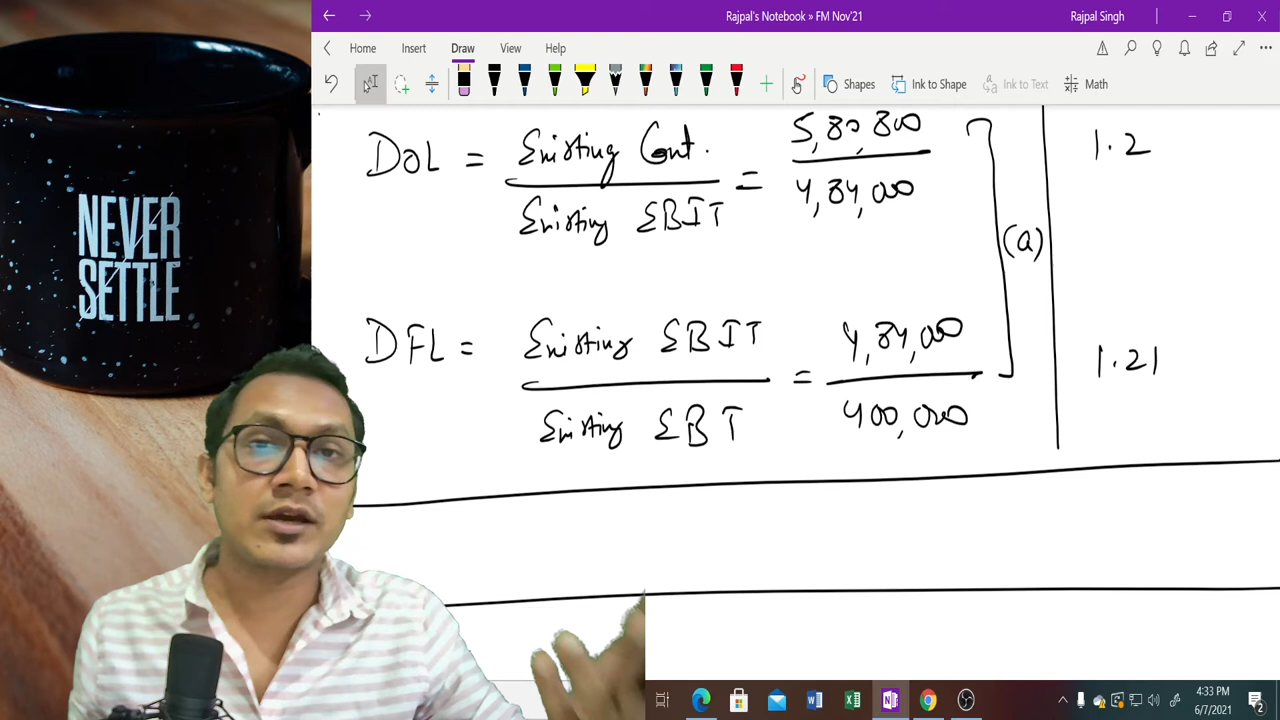 Rajpal's Notebook » FM Nov'21
Rajpal Singh
Home Insert Draw View Help
Shapes Ink to Shape Ink to Text Math
NEVER
SETTLE
DOL = Existing Cont. / Existing EBIT = 5,80,800 / 4,84,000
1.2
(a)
DFL = Existing EBIT / Existing EBT = 4,84,000 / 400,000
1.21
4:33 PM
6/7/2021
2